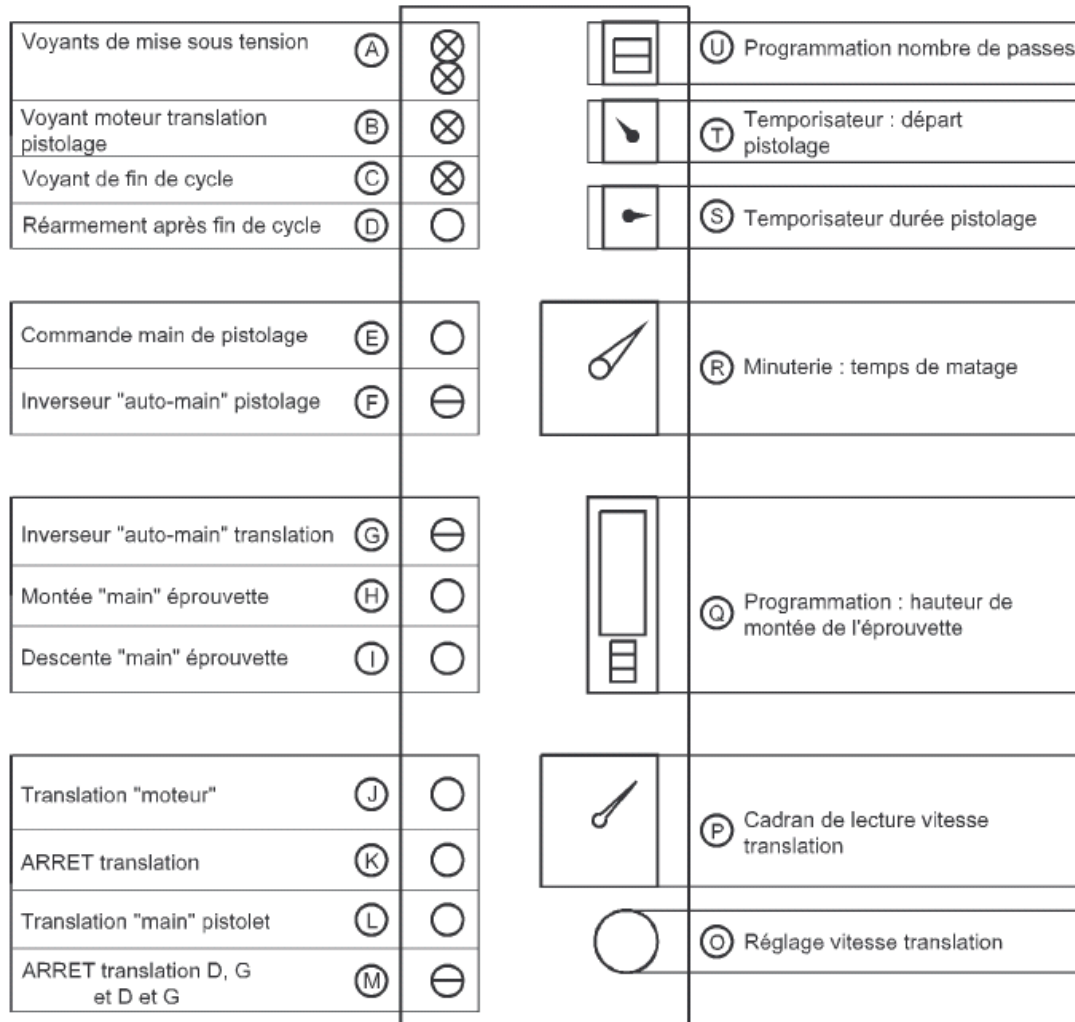 Voyants de mise sous tension A
Voyant moteur translation
pistolage B
Voyant de fin de cycle C
Réarmement après fin de cycle D
Commande main de pistolage E
Inverseur "auto-main" pistolage F
Inverseur "auto-main" translation G
Montée "main" éprouvette H
Descente "main" éprouvette I
Translation "moteur" J
ARRET translation K
Translation "main" pistolet L
ARRET translation D, G
et D et G M
U Programmation nombre de passes
T Temporisateur : départ
pistolage
S Temporisateur durée pistolage
R Minuterie : temps de matage
Q Programmation : hauteur de
montée de l'éprouvette
P Cadran de lecture vitesse
translation
O Réglage vitesse translation